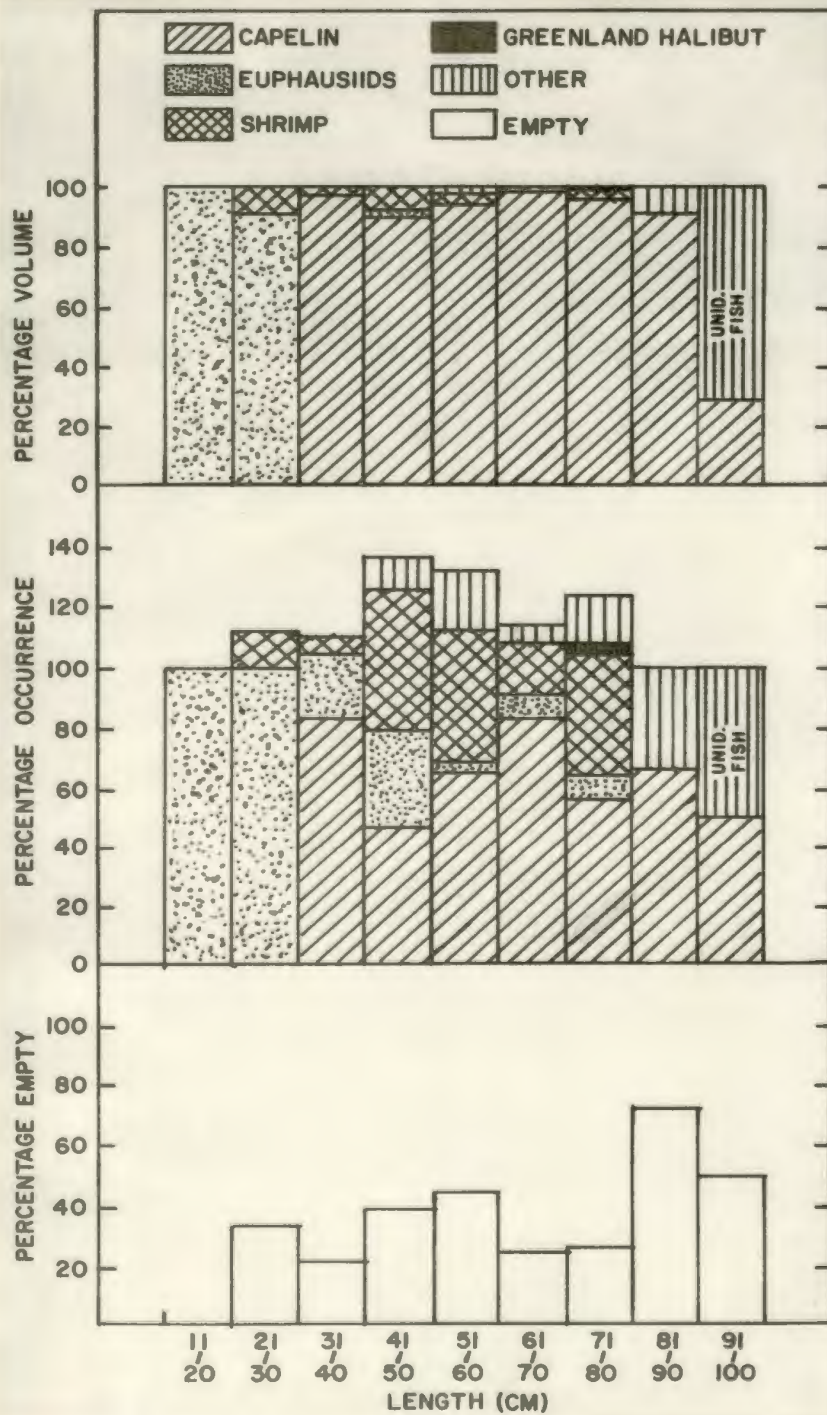 CAPELIN
GREENLAND HALIBUT
EUPHAUSIIDS
OTHER
SHRIMP
EMPTY
PERCENTAGE VOLUME
100
80
60
40
20
0
UNID.
FISH
PERCENTAGE OCCURRENCE
140
120
100
80
60
40
20
0
UNID.
FISH
PERCENTAGE EMPTY
100
80
60
40
20
11 21 31 41 51 61 71 81 91
20 30 40 50 60 70 80 90 100
LENGTH (CM)